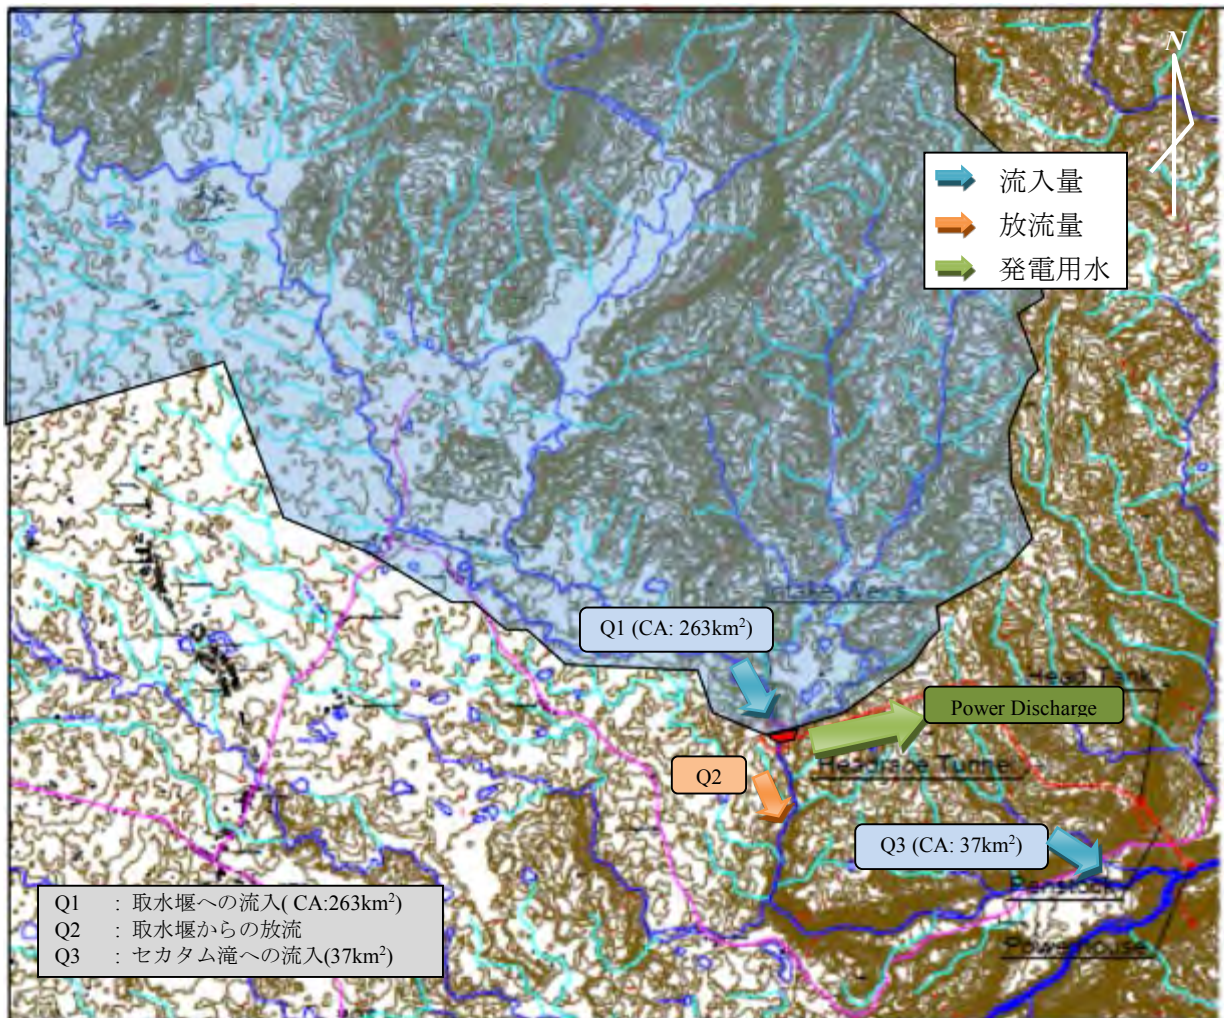 N
流入量
放流量
発電用水
Intake Weirs
Q1 (CA: 263km²)
Head Tank
Power Discharge
Headrace Tunnel
Q2
Q3 (CA: 37km²)
Penstock
Powerhouse
Q1 : 取水堰への流入( CA:263km²)
Q2 : 取水堰からの放流
Q3 : セカタム滝への流入(37km²)